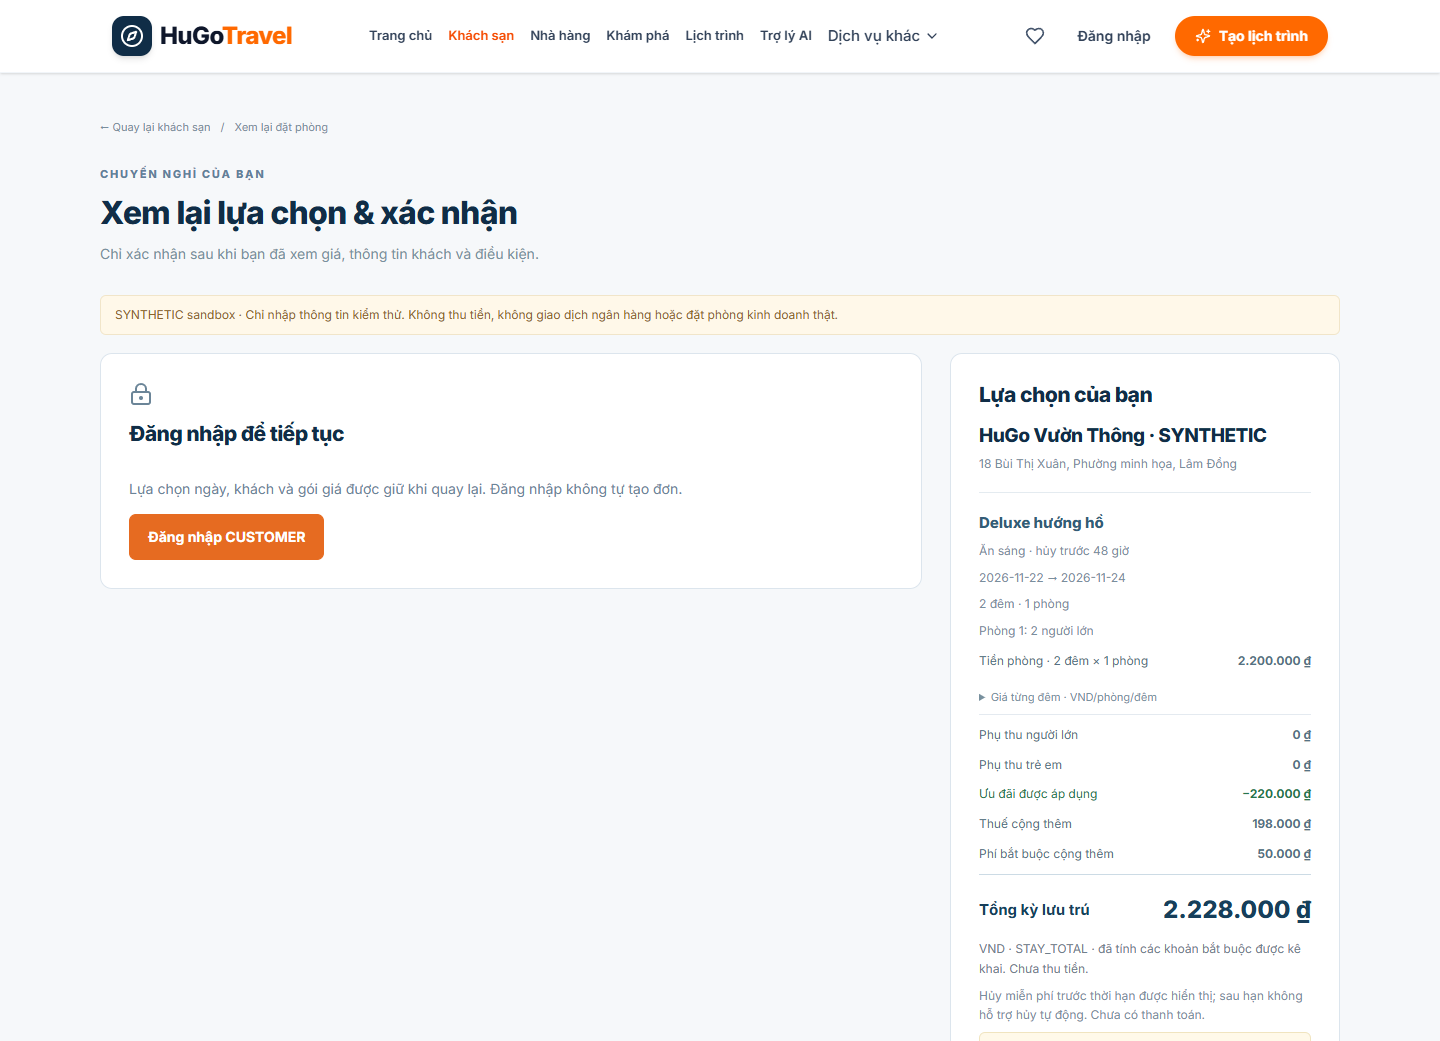 HuGoTravel
Trang chủ Khách sạn Nhà hàng Khám phá Lịch trình Trợ lý AI Dịch vụ khác
Đăng nhập
Tạo lịch trình
← Quay lại khách sạn / Xem lại đặt phòng
CHUYẾN NGHỈ CỦA BẠN
Xem lại lựa chọn & xác nhận
Chỉ xác nhận sau khi bạn đã xem giá, thông tin khách và điều kiện.
SYNTHETIC sandbox · Chỉ nhập thông tin kiểm thử. Không thu tiền, không giao dịch ngân hàng hoặc đặt phòng kinh doanh thật.
Đăng nhập để tiếp tục
Lựa chọn ngày, khách và gói giá được giữ khi quay lại. Đăng nhập không tự tạo đơn.
Đăng nhập CUSTOMER
Lựa chọn của bạn
HuGo Vườn Thông · SYNTHETIC
18 Bùi Thị Xuân, Phường minh họa, Lâm Đồng
Deluxe hướng hồ
Ăn sáng · hủy trước 48 giờ
2026-11-22 → 2026-11-24
2 đêm · 1 phòng
Phòng 1: 2 người lớn
Tiền phòng · 2 đêm × 1 phòng 2.200.000 ₫
▶ Giá từng đêm · VND/phòng/đêm
Phụ thu người lớn 0 ₫
Phụ thu trẻ em 0 ₫
Ưu đãi được áp dụng −220.000 ₫
Thuế cộng thêm 198.000 ₫
Phí bắt buộc cộng thêm 50.000 ₫
Tổng kỳ lưu trú 2.228.000 ₫
VND · STAY_TOTAL · đã tính các khoản bắt buộc được kê
khai. Chưa thu tiền.
Hủy miễn phí trước thời hạn được hiển thị; sau hạn không
hỗ trợ hủy tự động. Chưa có thanh toán.